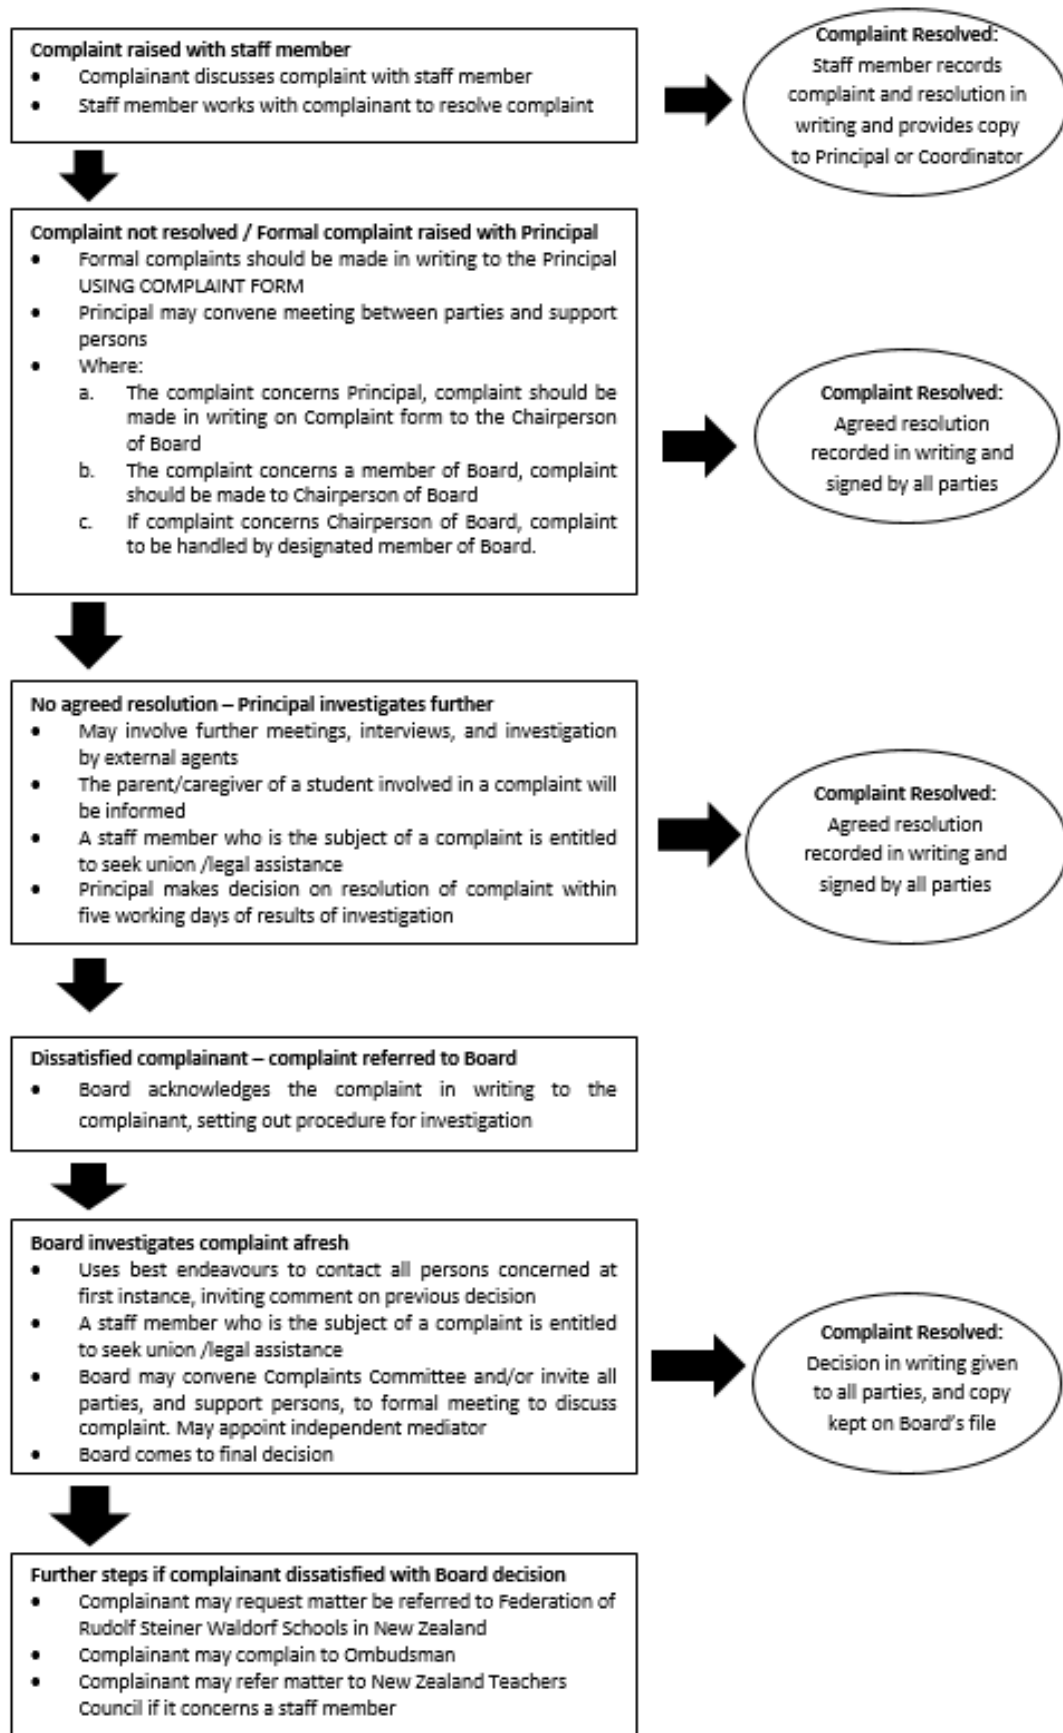 Complaint raised with staff member
• Complainant discusses complaint with staff member
• Staff member works with complainant to resolve complaint
Complaint Resolved:
Staff member records
complaint and resolution in
writing and provides copy
to Principal or Coordinator
Complaint not resolved / Formal complaint raised with Principal
• Formal complaints should be made in writing to the Principal
USING COMPLAINT FORM
• Principal may convene meeting between parties and support
persons
• Where:
a. The complaint concerns Principal, complaint should be
made in writing on Complaint form to the Chairperson
of Board
b. The complaint concerns a member of Board, complaint
should be made to Chairperson of Board
c. If complaint concerns Chairperson of Board, complaint
to be handled by designated member of Board.
Complaint Resolved:
Agreed resolution
recorded in writing and
signed by all parties
No agreed resolution – Principal investigates further
• May involve further meetings, interviews, and investigation
by external agents
• The parent/caregiver of a student involved in a complaint will
be informed
• A staff member who is the subject of a complaint is entitled
to seek union /legal assistance
• Principal makes decision on resolution of complaint within
five working days of results of investigation
Complaint Resolved:
Agreed resolution
recorded in writing and
signed by all parties
Dissatisfied complainant – complaint referred to Board
• Board acknowledges the complaint in writing to the
complainant, setting out procedure for investigation
Board investigates complaint afresh
• Uses best endeavours to contact all persons concerned at
first instance, inviting comment on previous decision
• A staff member who is the subject of a complaint is entitled
to seek union /legal assistance
• Board may convene Complaints Committee and/or invite all
parties, and support persons, to formal meeting to discuss
complaint. May appoint independent mediator
• Board comes to final decision
Complaint Resolved:
Decision in writing given
to all parties, and copy
kept on Board's file
Further steps if complainant dissatisfied with Board decision
• Complainant may request matter be referred to Federation of
Rudolf Steiner Waldorf Schools in New Zealand
• Complainant may complain to Ombudsman
• Complainant may refer matter to New Zealand Teachers
Council if it concerns a staff member